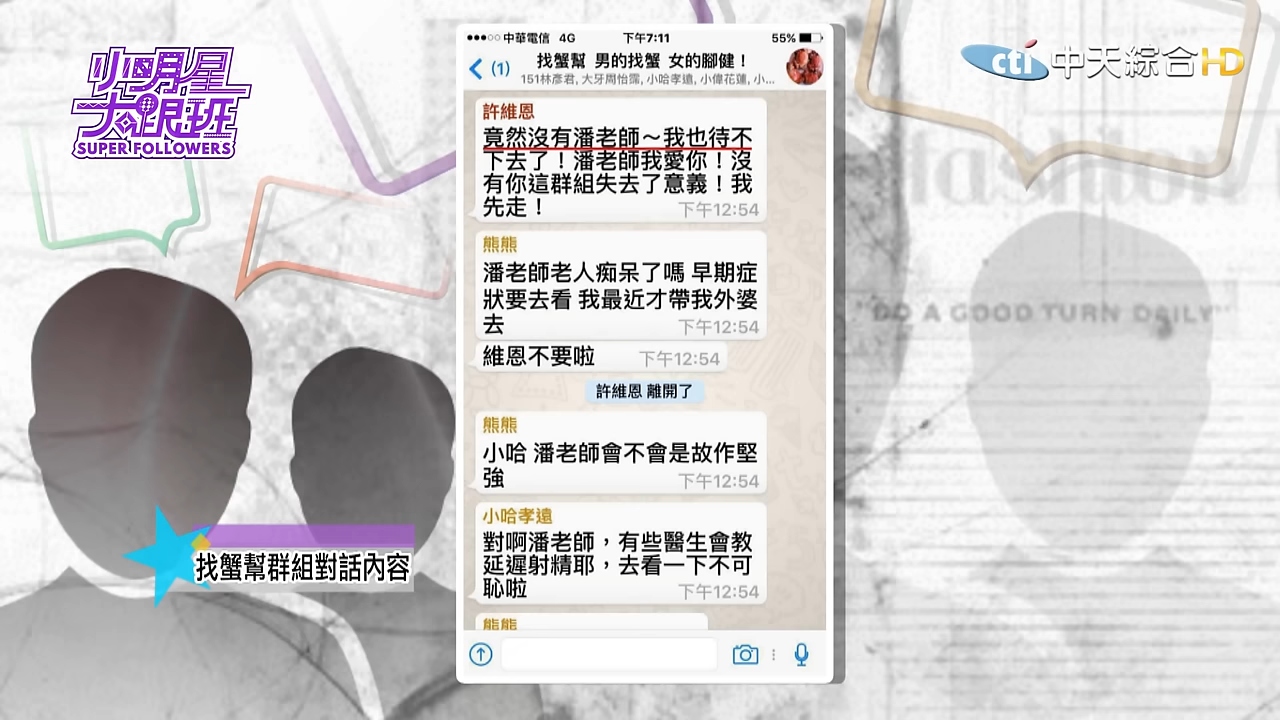 小明星
大跟班
SUPER FOLLOWERS
cti 中天綜合HD
中華電信 4G 下午7:11 55%
(1) 找蟹幫 男的找蟹 女的腳健！
151林彥君, 大牙周怡霈, 小哈孝遠, 小偉花蓮, 小...
許維恩
竟然沒有潘老師～我也待不
下去了！潘老師我愛你！沒
有你這群組失去了意義！我
先走！ 下午12:54
熊熊
潘老師老人痴呆了嗎 早期症
狀要去看 我最近才帶我外婆
去 下午12:54
維恩不要啦 下午12:54
許維恩 離開了
熊熊
小哈 潘老師會不會是故作堅
強 下午12:54
小哈孝遠
對啊潘老師，有些醫生會教
延遲射精耶，去看一下不可
恥啦 下午12:54
熊熊
找蟹幫群組對話內容
fashion
"DO A GOOD TURN DAILY"